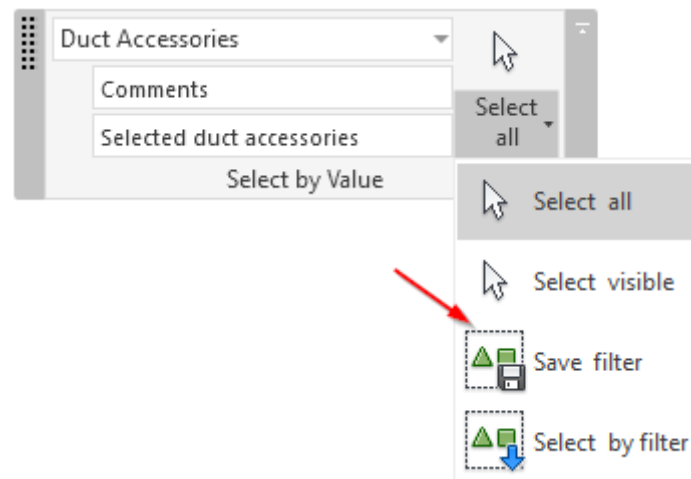 Duct Accessories
Comments
Selected duct accessories
Select by Value
Select
all
Select all
Select visible
Save filter
Select by filter